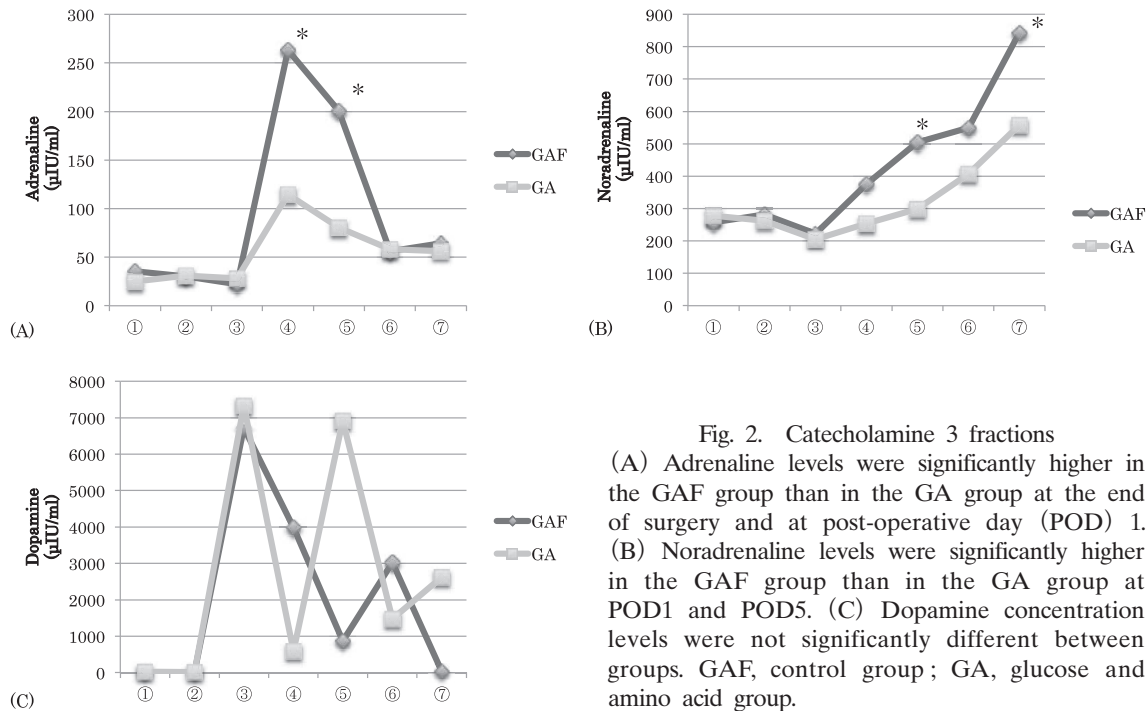 300
250
200
150
100
50
0
Adrenaline
(µIU/ml)
*
*
GAF
GA
① ② ③ ④ ⑤ ⑥ ⑦
(A)
900
800
700
600
500
400
300
200
100
0
Noradrenaline
(µIU/ml)
*
*
GAF
GA
① ② ③ ④ ⑤ ⑥ ⑦
(B)
8000
7000
6000
5000
4000
3000
2000
1000
0
Dopamine
(µIU/ml)
GAF
GA
① ② ③ ④ ⑤ ⑥ ⑦
(C)
Fig. 2. Catecholamine 3 fractions
(A) Adrenaline levels were significantly higher in
the GAF group than in the GA group at the end
of surgery and at post-operative day (POD) 1.
(B) Noradrenaline levels were significantly higher
in the GAF group than in the GA group at
POD1 and POD5. (C) Dopamine concentration
levels were not significantly different between
groups. GAF, control group ; GA, glucose and
amino acid group.